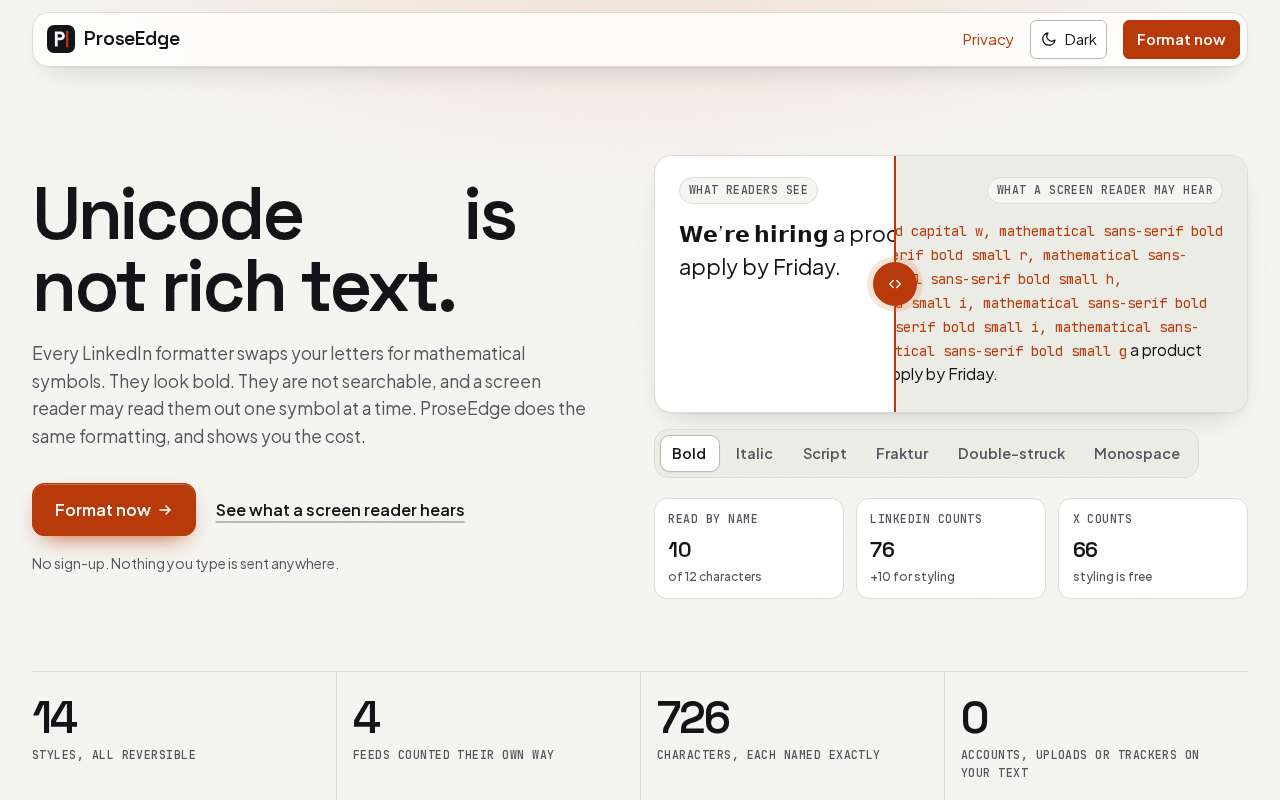 ProseEdge
Privacy
Dark
Format now
Unicode is
not rich text.
Every LinkedIn formatter swaps your letters for mathematical
symbols. They look bold. They are not searchable, and a screen
reader may read them out one symbol at a time. ProseEdge does the
same formatting, and shows you the cost.
Format now →
See what a screen reader hears
No sign-up. Nothing you type is sent anywhere.
WHAT READERS SEE
We're hiring a
apply by Friday.
WHAT A SCREEN READER MAY HEAR
capital w, mathematical sans-serif bold
bold small r, mathematical sans-
sans-serif bold small h,
small i, mathematical sans-serif bold
serif bold small i, mathematical sans-
sans-serif bold small g a product
by Friday.
Bold
Italic
Script
Fraktur
Double-struck
Monospace
READ BY NAME
10
of 12 characters
LINKEDIN COUNTS
76
+10 for styling
X COUNTS
66
styling is free
14
STYLES, ALL REVERSIBLE
4
FEEDS COUNTED THEIR OWN WAY
726
CHARACTERS, EACH NAMED EXACTLY
0
ACCOUNTS, UPLOADS OR TRACKERS ON
YOUR TEXT